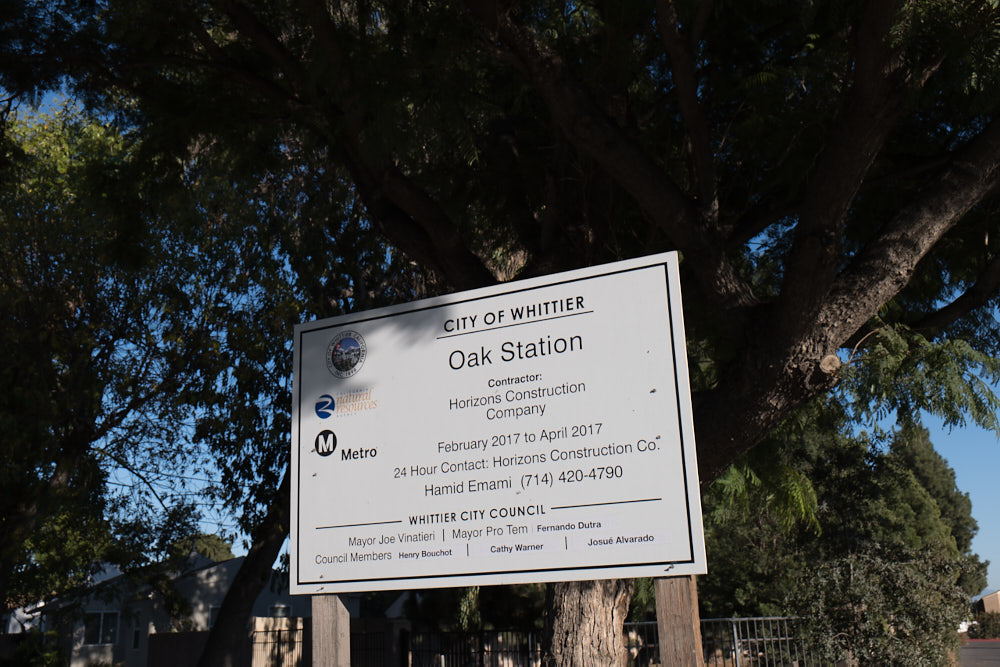 CITY OF WHITTIER
Oak Station
Contractor:
Horizons Construction
Company
natural
resources
M Metro
February 2017 to April 2017
24 Hour Contact: Horizons Construction Co.
Hamid Emami (714) 420-4790
WHITTIER CITY COUNCIL
Mayor Joe Vinatieri | Mayor Pro Tem | Fernando Dutra
Council Members Henry Bouchot | Cathy Warner | Josué Alvarado